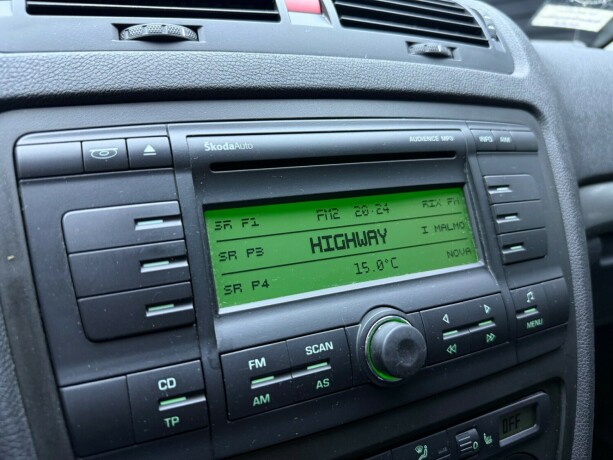 ŠkodaAuto AUDIENCE MP3 INFO
SR P1 FM2 20-24 RIX FM
SR P3 HIGHWAY I MALMO
SR P4 15.0°C NOVA
FM SCAN
AM AS
CD
TP
MENU
OFF